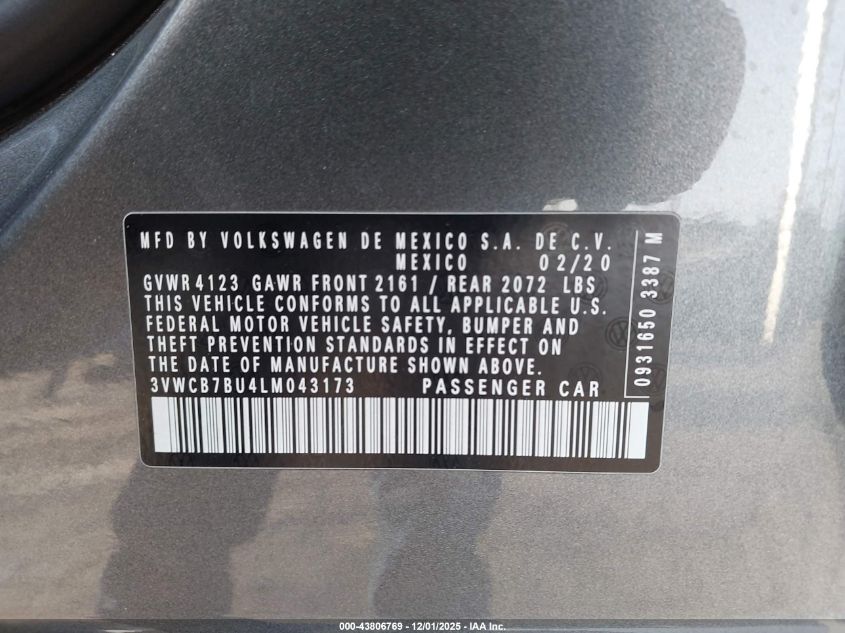 MFD BY VOLKSWAGEN DE MEXICO S.A. DE C.V.
MEXICO 02/20
GVWR 4123 GAWR FRONT 2161 / REAR 2072 LBS
THIS VEHICLE CONFORMS TO ALL APPLICABLE U.S.
FEDERAL MOTOR VEHICLE SAFETY, BUMPER AND
THEFT PREVENTION STANDARDS IN EFFECT ON
THE DATE OF MANUFACTURE SHOWN ABOVE.
3VWCB7BU4LM043173 PASSENGER CAR
0931650 3387 M
000-43806769 - 12/01/2025 - IAA Inc.